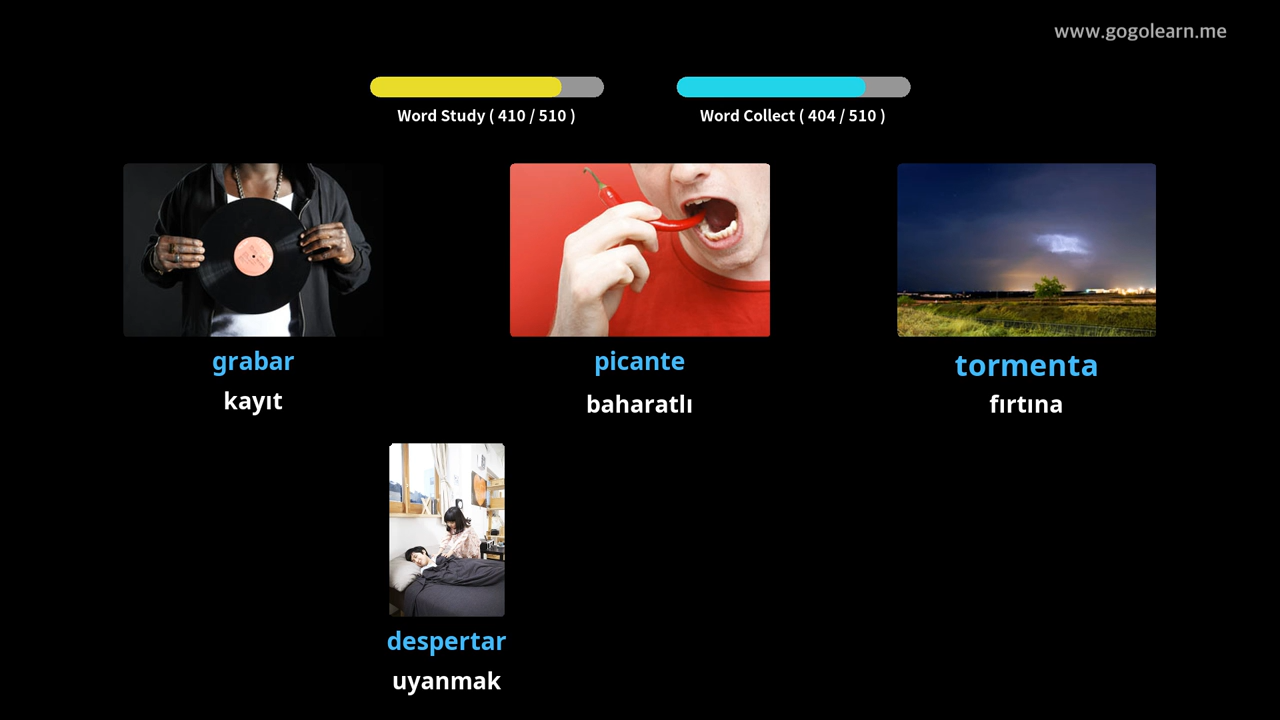 www.gogolearn.me
Word Study ( 410 / 510 )
Word Collect ( 404 / 510 )
grabar
kayıt
picante
baharatlı
tormenta
fırtına
despertar
uyanmak